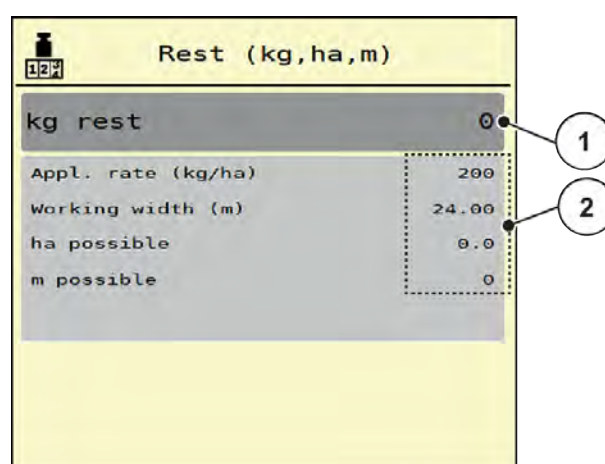 Rest (kg,ha,m)
kg rest 0
1
Appl. rate (kg/ha) 200
Working width (m) 24.00
2
ha possible 0.0
m possible 0